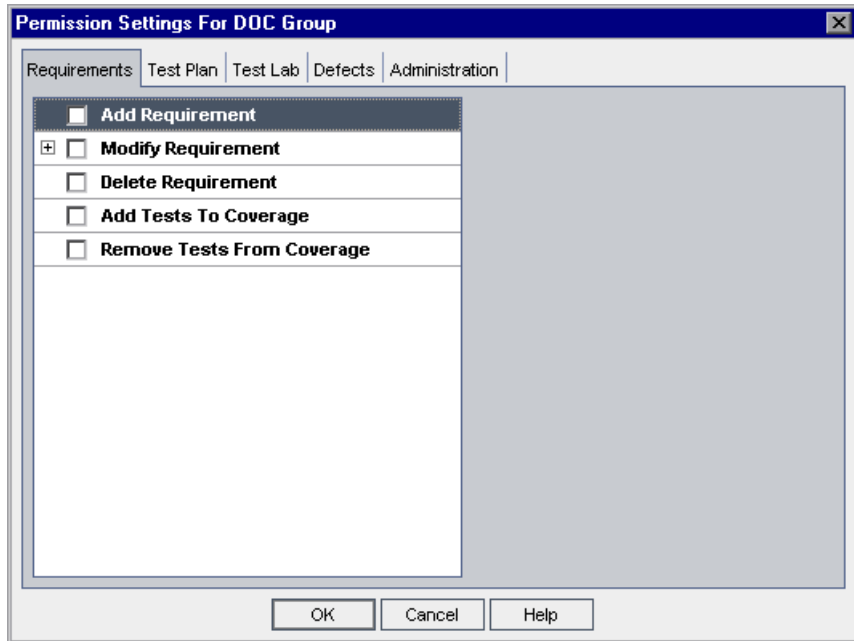 Permission Settings For DOC Group
Requirements Test Plan Test Lab Defects Administration
Add Requirement
Modify Requirement
Delete Requirement
Add Tests To Coverage
Remove Tests From Coverage
OK Cancel Help